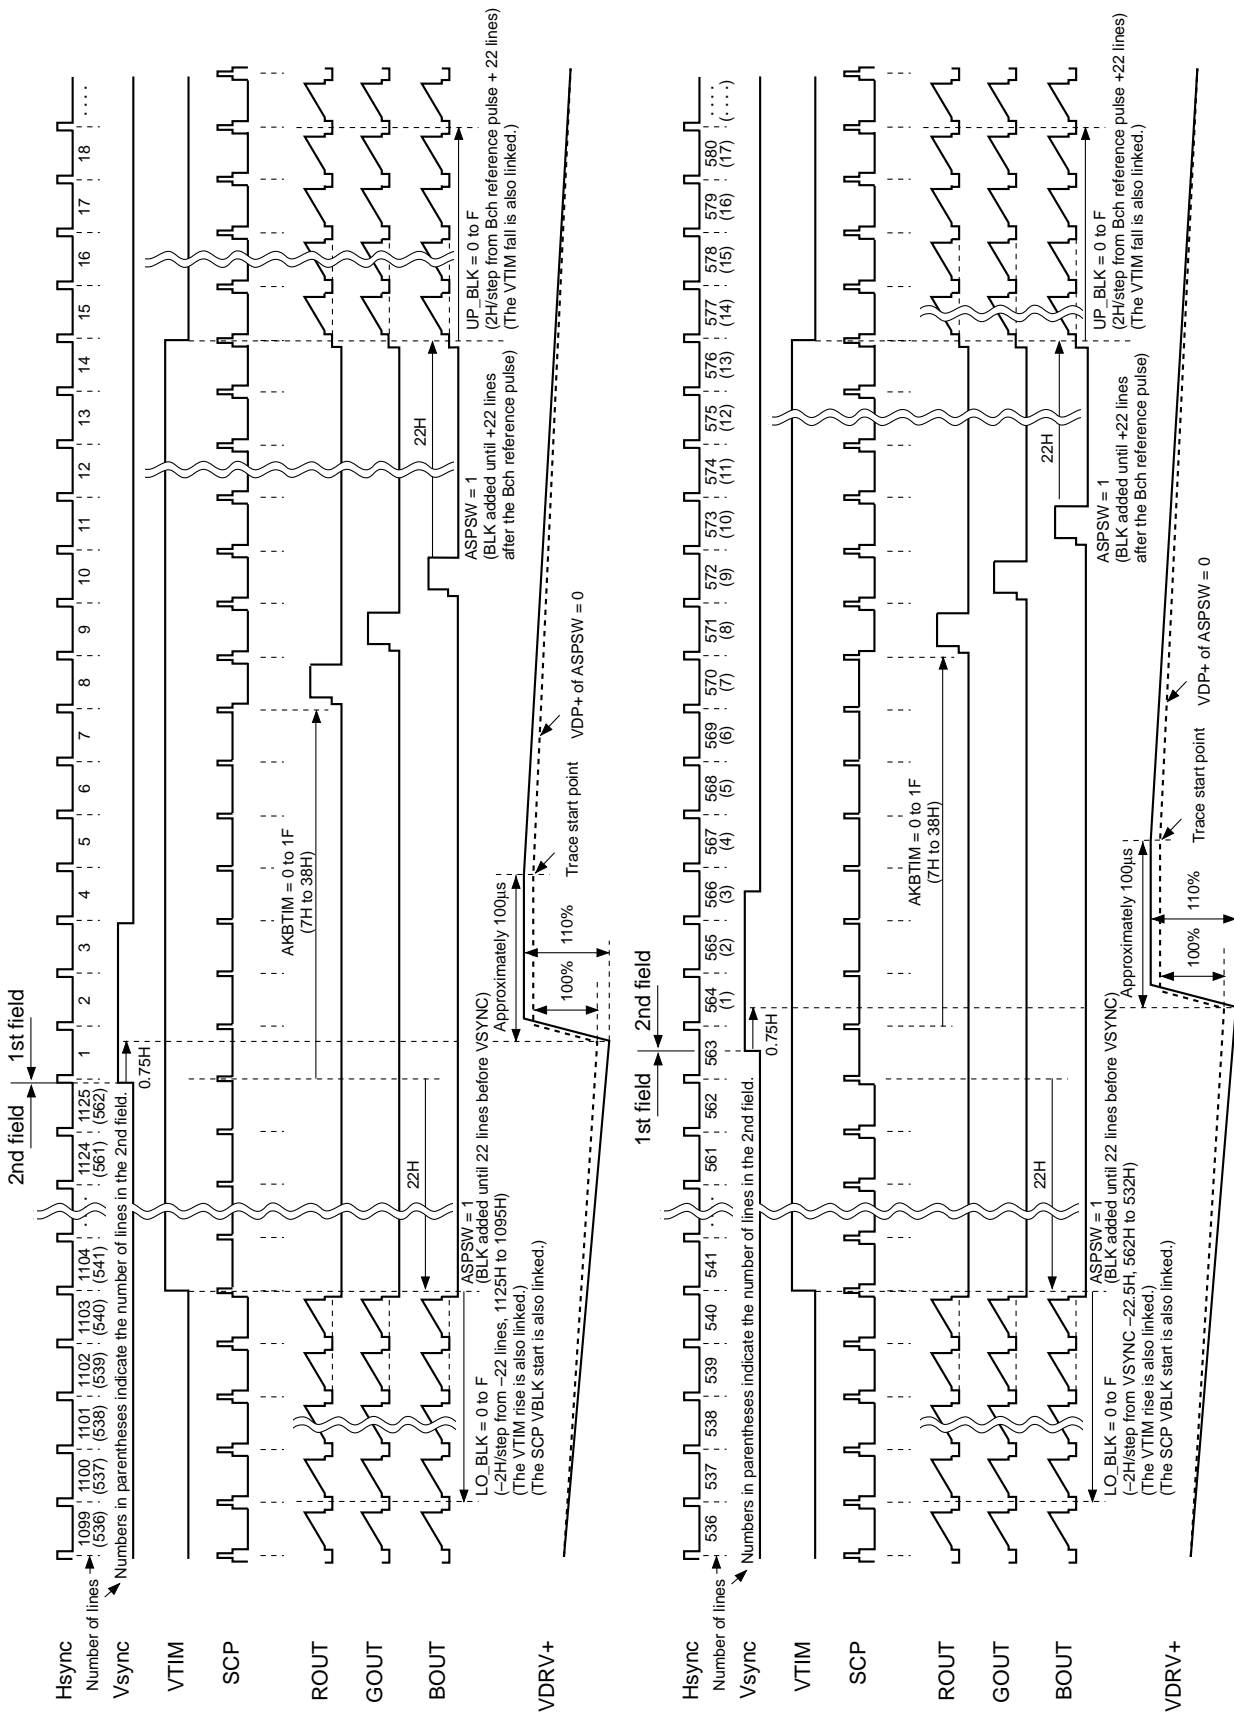 2nd field
1st field
Hsync
Number of lines
1099 1100 1101 1102 1103 1104 · · 1124 1125 1 2 3 4 5 6 7 8 9 10 11 12 13 14 15 16 17 18 · · · ·
(536) (537) (538) (539) (540) (541) (561) (562)
Vsync
Numbers in parentheses indicate the number of lines in the 2nd field.
0.75H
VTIM
SCP
AKBTIM = 0 to 1F
(7H to 38H)
ROUT
GOUT
BOUT
22H
22H
LO_BLK = 0 to F
(–2H/step from –22 lines, 1125H to 1095H)
(The VTIM rise is also linked.)
(The SCP VBLK start is also linked.)
ASPSW = 1
(BLK added until 22 lines before VSYNC)
ASPSW = 1
(BLK added until +22 lines
after the Bch reference pulse)
UP_BLK = 0 to F
(2H/step from Bch reference pulse + 22 lines)
(The VTIM fall is also linked.)
VDRV+
Approximately 100µs
100%
110%
Trace start point
VDP+ of ASPSW = 0
1st field
2nd field
Hsync
Number of lines
536 537 538 539 540 541 · · 561 562 563 564 565 566 567 568 569 570 571 572 573 574 575 576 577 578 579 580 · · · ·
(1) (2) (3) (4) (5) (6) (7) (8) (9) (10) (11) (12) (13) (14) (15) (16) (17) (· · · ·)
Vsync
Numbers in parentheses indicate the number of lines in the 2nd field.
0.75H
VTIM
SCP
AKBTIM = 0 to 1F
(7H to 38H)
ROUT
GOUT
BOUT
22H
22H
LO_BLK = 0 to F
(–2H/step from VSYNC –22.5H, 562H to 532H)
(The VTIM rise is also linked.)
(The SCP VBLK start is also linked.)
ASPSW = 1
(BLK added until 22 lines before VSYNC)
ASPSW = 1
(BLK added until +22 lines
after the Bch reference pulse)
UP_BLK = 0 to F
(2H/step from Bch reference pulse +22 lines)
(The VTIM fall is also linked.)
VDRV+
Approximately 100µs
100%
110%
Trace start point
VDP+ of ASPSW = 0